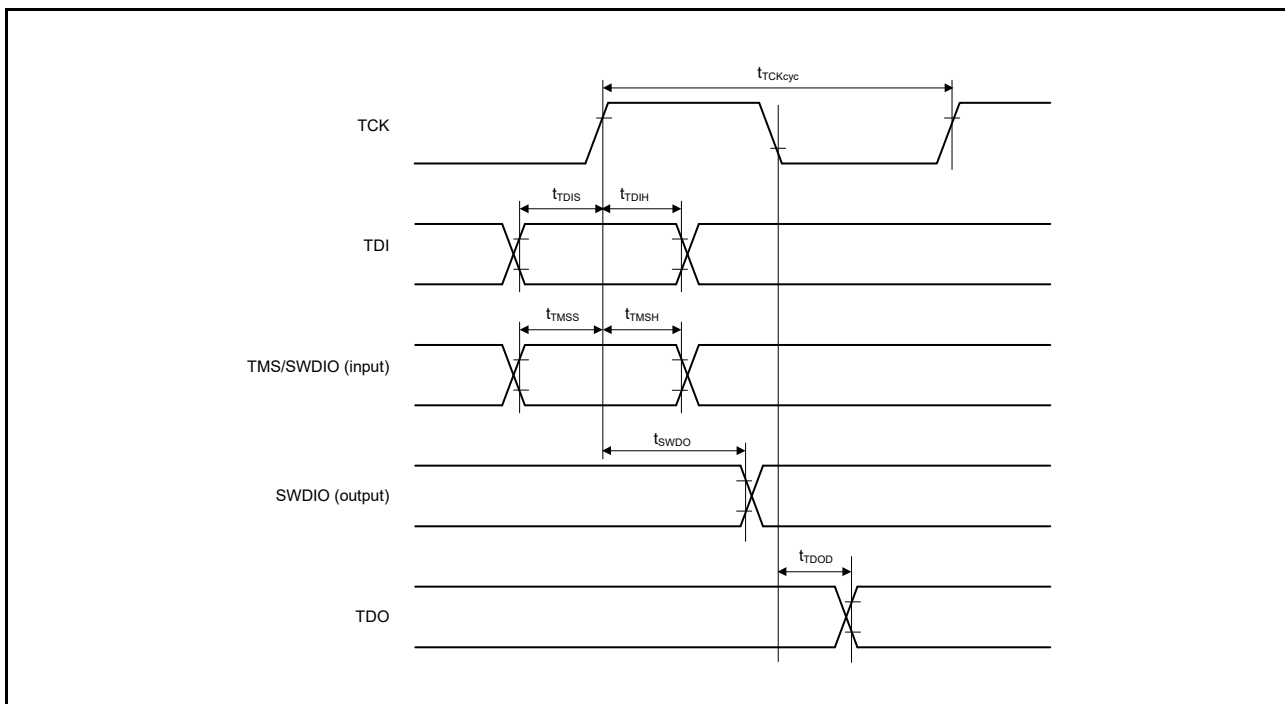 tTCKcyc
TCK
tTDIS tTDIH
TDI
tTMSS tTMSH
TMS/SWDIO (input)
tSWDO
SWDIO (output)
tTDOD
TDO